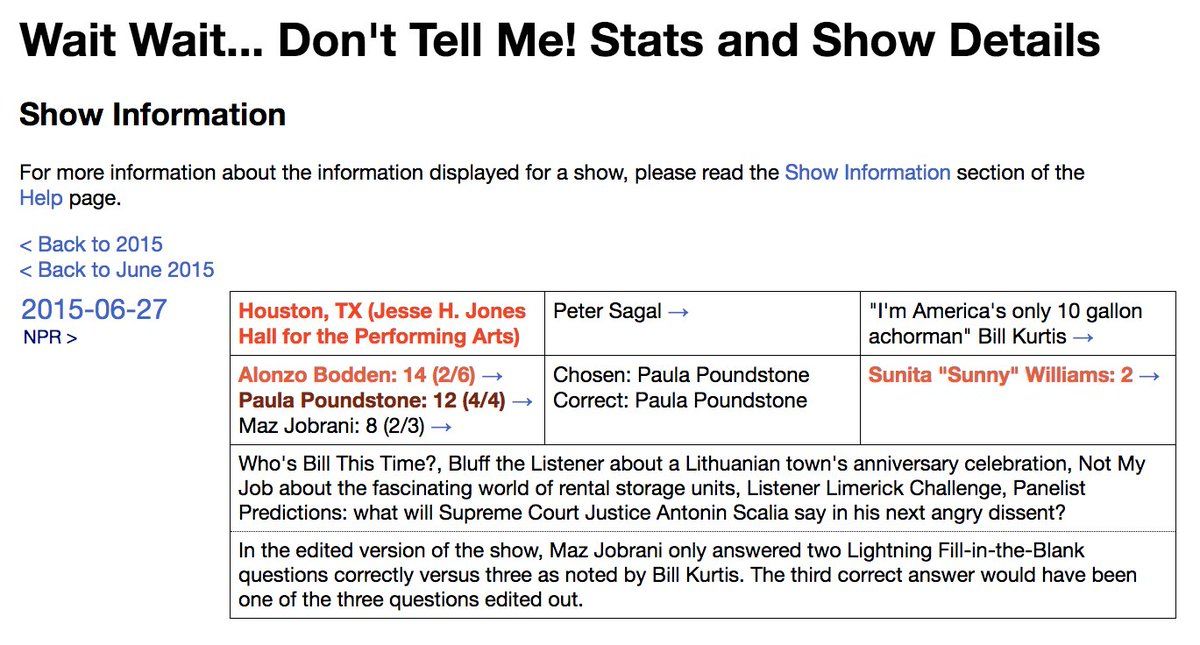 Wait Wait... Don't Tell Me! Stats and Show Details
Show Information
For more information about the information displayed for a show, please read the Show Information section of the
Help page.
< Back to 2015
< Back to June 2015
2015-06-27
NPR >
Houston, TX (Jesse H. Jones
Hall for the Performing Arts)
Peter Sagal →
"I'm America's only 10 gallon
achorman" Bill Kurtis →
Alonzo Bodden: 14 (2/6) →
Paula Poundstone: 12 (4/4) →
Maz Jobrani: 8 (2/3) →
Chosen: Paula Poundstone
Correct: Paula Poundstone
Sunita "Sunny" Williams: 2 →
Who's Bill This Time?, Bluff the Listener about a Lithuanian town's anniversary celebration, Not My
Job about the fascinating world of rental storage units, Listener Limerick Challenge, Panelist
Predictions: what will Supreme Court Justice Antonin Scalia say in his next angry dissent?
In the edited version of the show, Maz Jobrani only answered two Lightning Fill-in-the-Blank
questions correctly versus three as noted by Bill Kurtis. The third correct answer would have been
one of the three questions edited out.